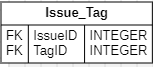 Issue_Tag
FK IssueID INTEGER
FK TagID INTEGER